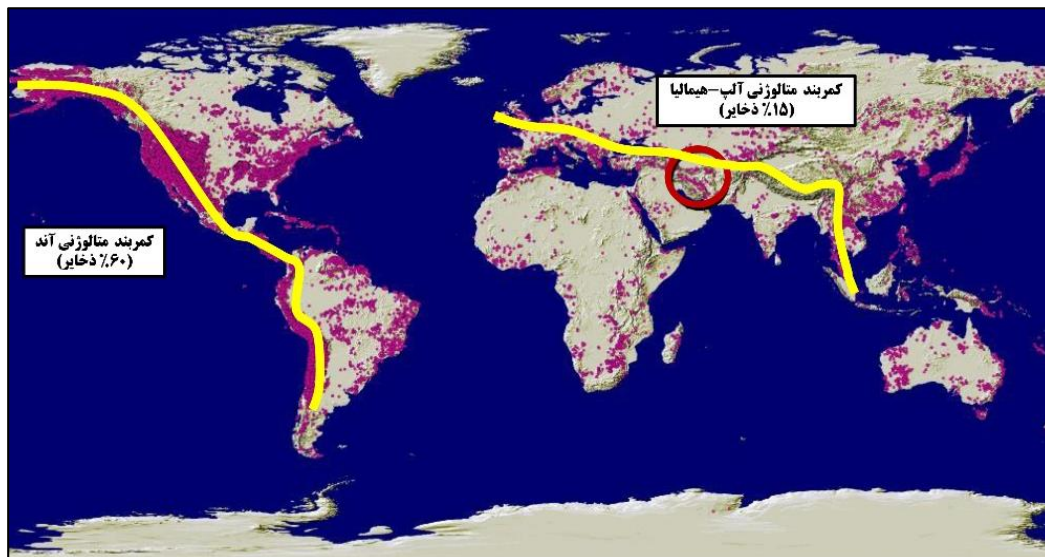 کمربند متالوژنی آلپ–هیمالیا
(۱۵٪ ذخایر)
کمربند متالوژنی آند
(۶۰٪ ذخایر)